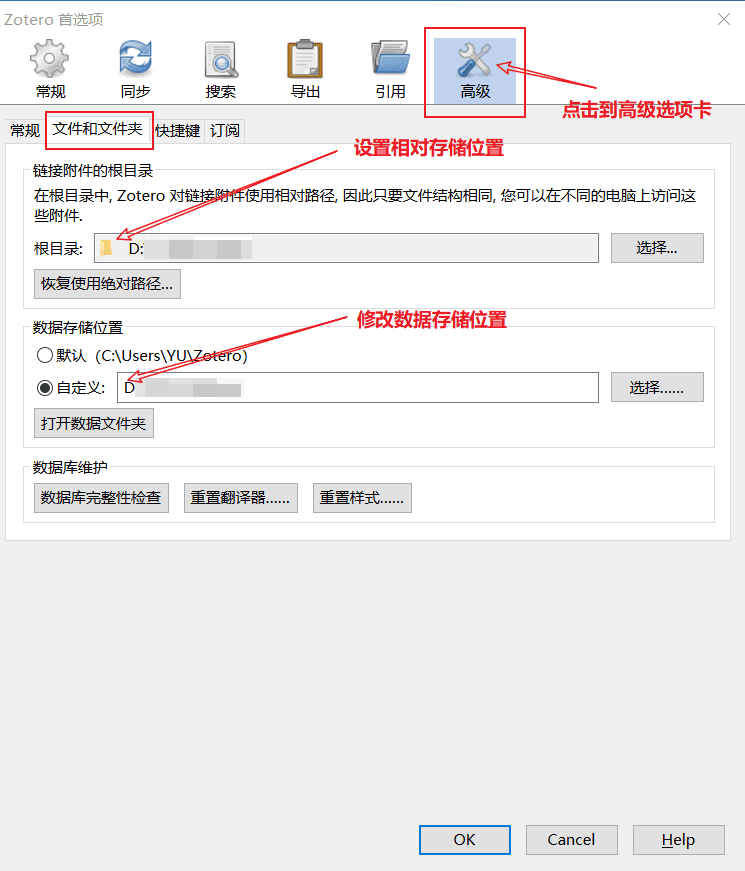 Zotero 首选项
常规 同步 搜索 导出 引用 高级
点击到高级选项卡
常规 文件和文件夹 快捷键 订阅
设置相对存储位置
链接附件的根目录
在根目录中, Zotero 对链接附件使用相对路径, 因此只要文件结构相同, 您可以在不同的电脑上访问这
些附件.
根目录: D: 选择...
恢复使用绝对路径...
修改数据存储位置
数据存储位置
默认（C:\Users\YU\Zotero）
自定义: D 选择......
打开数据文件夹
数据库维护
数据库完整性检查 重置翻译器...... 重置样式......
OK Cancel Help